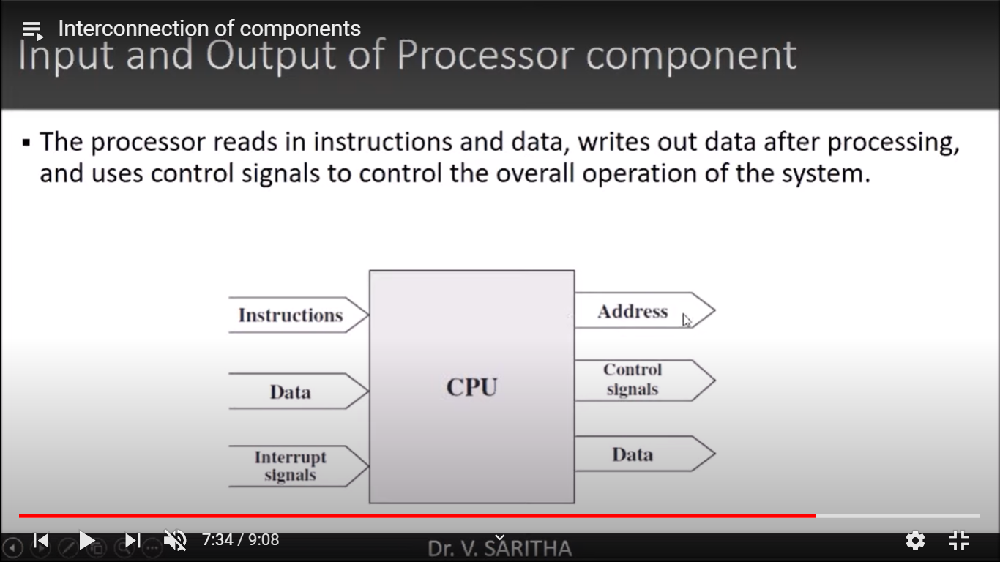 Interconnection of components
Input and Output of Processor component
▪ The processor reads in instructions and data, writes out data after processing,
and uses control signals to control the overall operation of the system.
Instructions
Data
Interrupt
signals
CPU
Address
Control
signals
Data
7:34 / 9:08
Dr. V. SARITHA